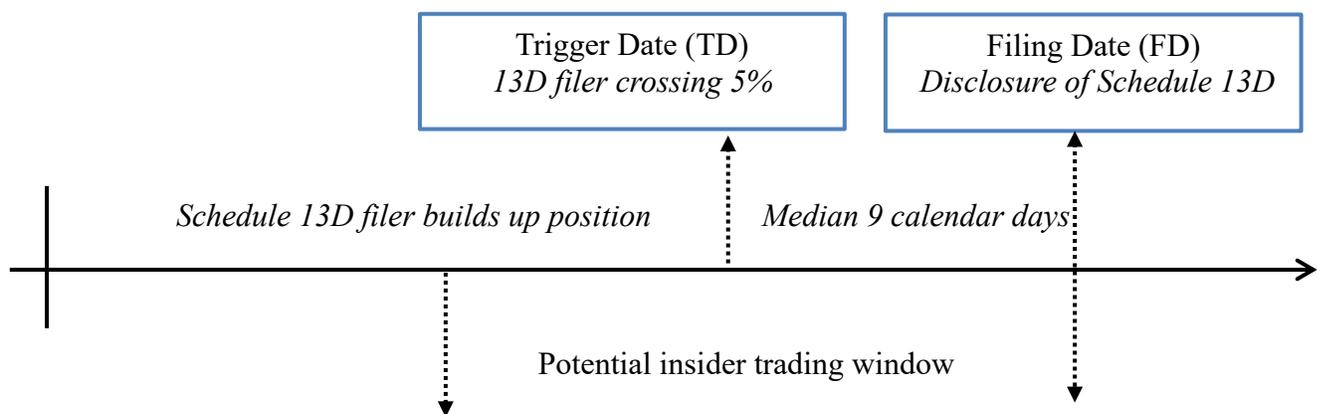 Trigger Date (TD)
13D filer crossing 5%
Filing Date (FD)
Disclosure of Schedule 13D
Schedule 13D filer builds up position
Median 9 calendar days
Potential insider trading window